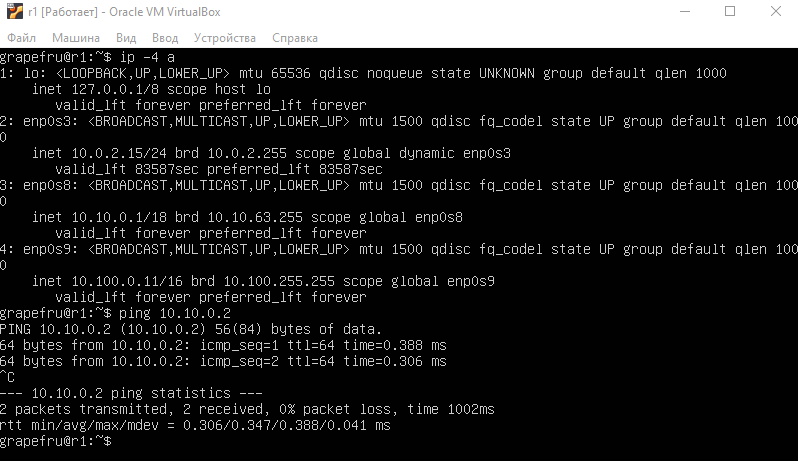 r1 [Работает] - Oracle VM VirtualBox
Файл Машина Вид Ввод Устройства Справка
grapefru@r1:~$ ip -4 a
1: lo: <LOOPBACK,UP,LOWER_UP> mtu 65536 qdisc noqueue state UNKNOWN group default qlen 1000
    inet 127.0.0.1/8 scope host lo
       valid_lft forever preferred_lft forever
2: enp0s3: <BROADCAST,MULTICAST,UP,LOWER_UP> mtu 1500 qdisc fq_codel state UP group default qlen 100
0
    inet 10.0.2.15/24 brd 10.0.2.255 scope global dynamic enp0s3
       valid_lft 83587sec preferred_lft 83587sec
3: enp0s8: <BROADCAST,MULTICAST,UP,LOWER_UP> mtu 1500 qdisc fq_codel state UP group default qlen 100
0
    inet 10.10.0.1/18 brd 10.10.63.255 scope global enp0s8
       valid_lft forever preferred_lft forever
4: enp0s9: <BROADCAST,MULTICAST,UP,LOWER_UP> mtu 1500 qdisc fq_codel state UP group default qlen 100
0
    inet 10.100.0.11/16 brd 10.100.255.255 scope global enp0s9
       valid_lft forever preferred_lft forever
grapefru@r1:~$ ping 10.10.0.2
PING 10.10.0.2 (10.10.0.2) 56(84) bytes of data.
64 bytes from 10.10.0.2: icmp_seq=1 ttl=64 time=0.388 ms
64 bytes from 10.10.0.2: icmp_seq=2 ttl=64 time=0.306 ms
^C
--- 10.10.0.2 ping statistics ---
2 packets transmitted, 2 received, 0% packet loss, time 1002ms
rtt min/avg/max/mdev = 0.306/0.347/0.388/0.041 ms
grapefru@r1:~$